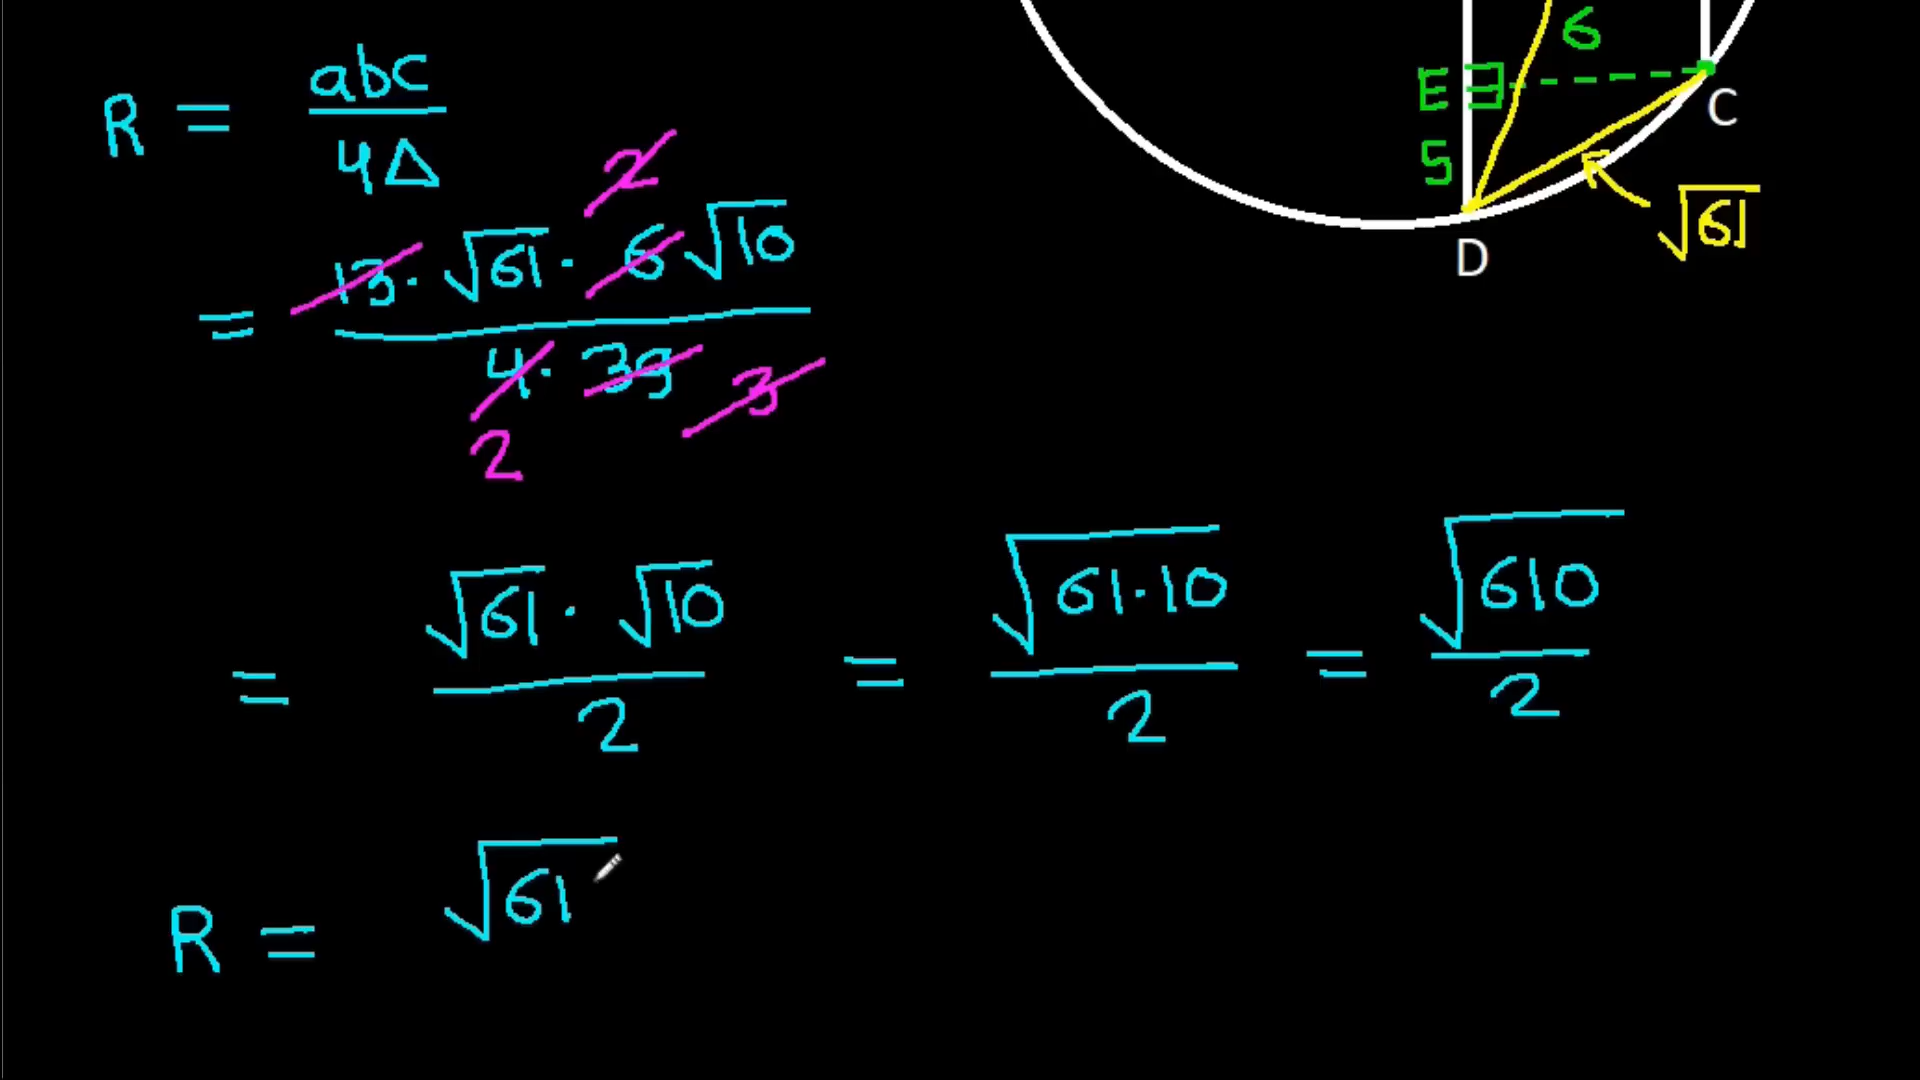 R = abc / 4Δ
= 13 · √61 · 6√10 / 4 · 39
2
2
3
= √61 · √10 / 2 = √61·10 / 2 = √610 / 2
R = √61
6
E
C
5
√61
D